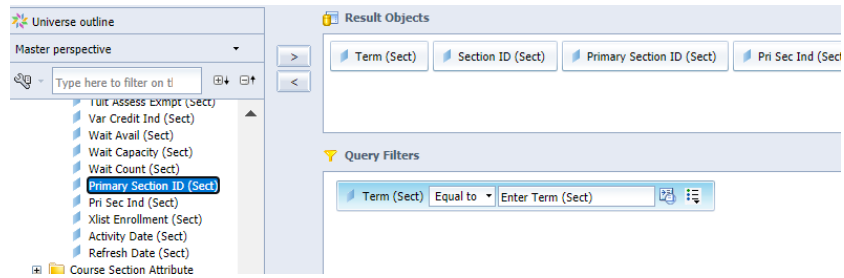 Universe outline
Master perspective
Type here to filter on tl
Tuit Assess Exmpt (Sect)
Var Credit Ind (Sect)
Wait Avail (Sect)
Wait Capacity (Sect)
Wait Count (Sect)
Primary Section ID (Sect)
Pri Sec Ind (Sect)
Xlist Enrollment (Sect)
Activity Date (Sect)
Refresh Date (Sect)
Course Section Attribute
>
<
Result Objects
Term (Sect) Section ID (Sect) Primary Section ID (Sect) Pri Sec Ind (Sect
Query Filters
Term (Sect) Equal to Enter Term (Sect)